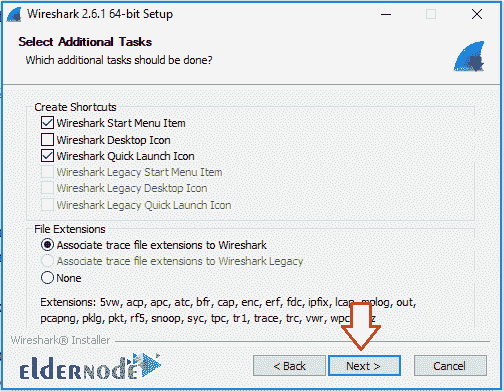 Wireshark 2.6.1 64-bit Setup
Select Additional Tasks
Which additional tasks should be done?
Create Shortcuts
Wireshark Start Menu Item
Wireshark Desktop Icon
Wireshark Quick Launch Icon
Wireshark Legacy Start Menu Item
Wireshark Legacy Desktop Icon
Wireshark Legacy Quick Launch Icon
File Extensions
Associate trace file extensions to Wireshark
Associate trace file extensions to Wireshark Legacy
None
Extensions: 5vw, acp, apc, atc, bfr, cap, enc, erf, fdc, ipfix, lcap, mplog, out,
pcapng, pklg, pkt, rf5, snoop, syc, tpc, tr1, trace, trc, vwr, wpc,
Wireshark® Installer
eldernode
< Back
Next >
Cancel